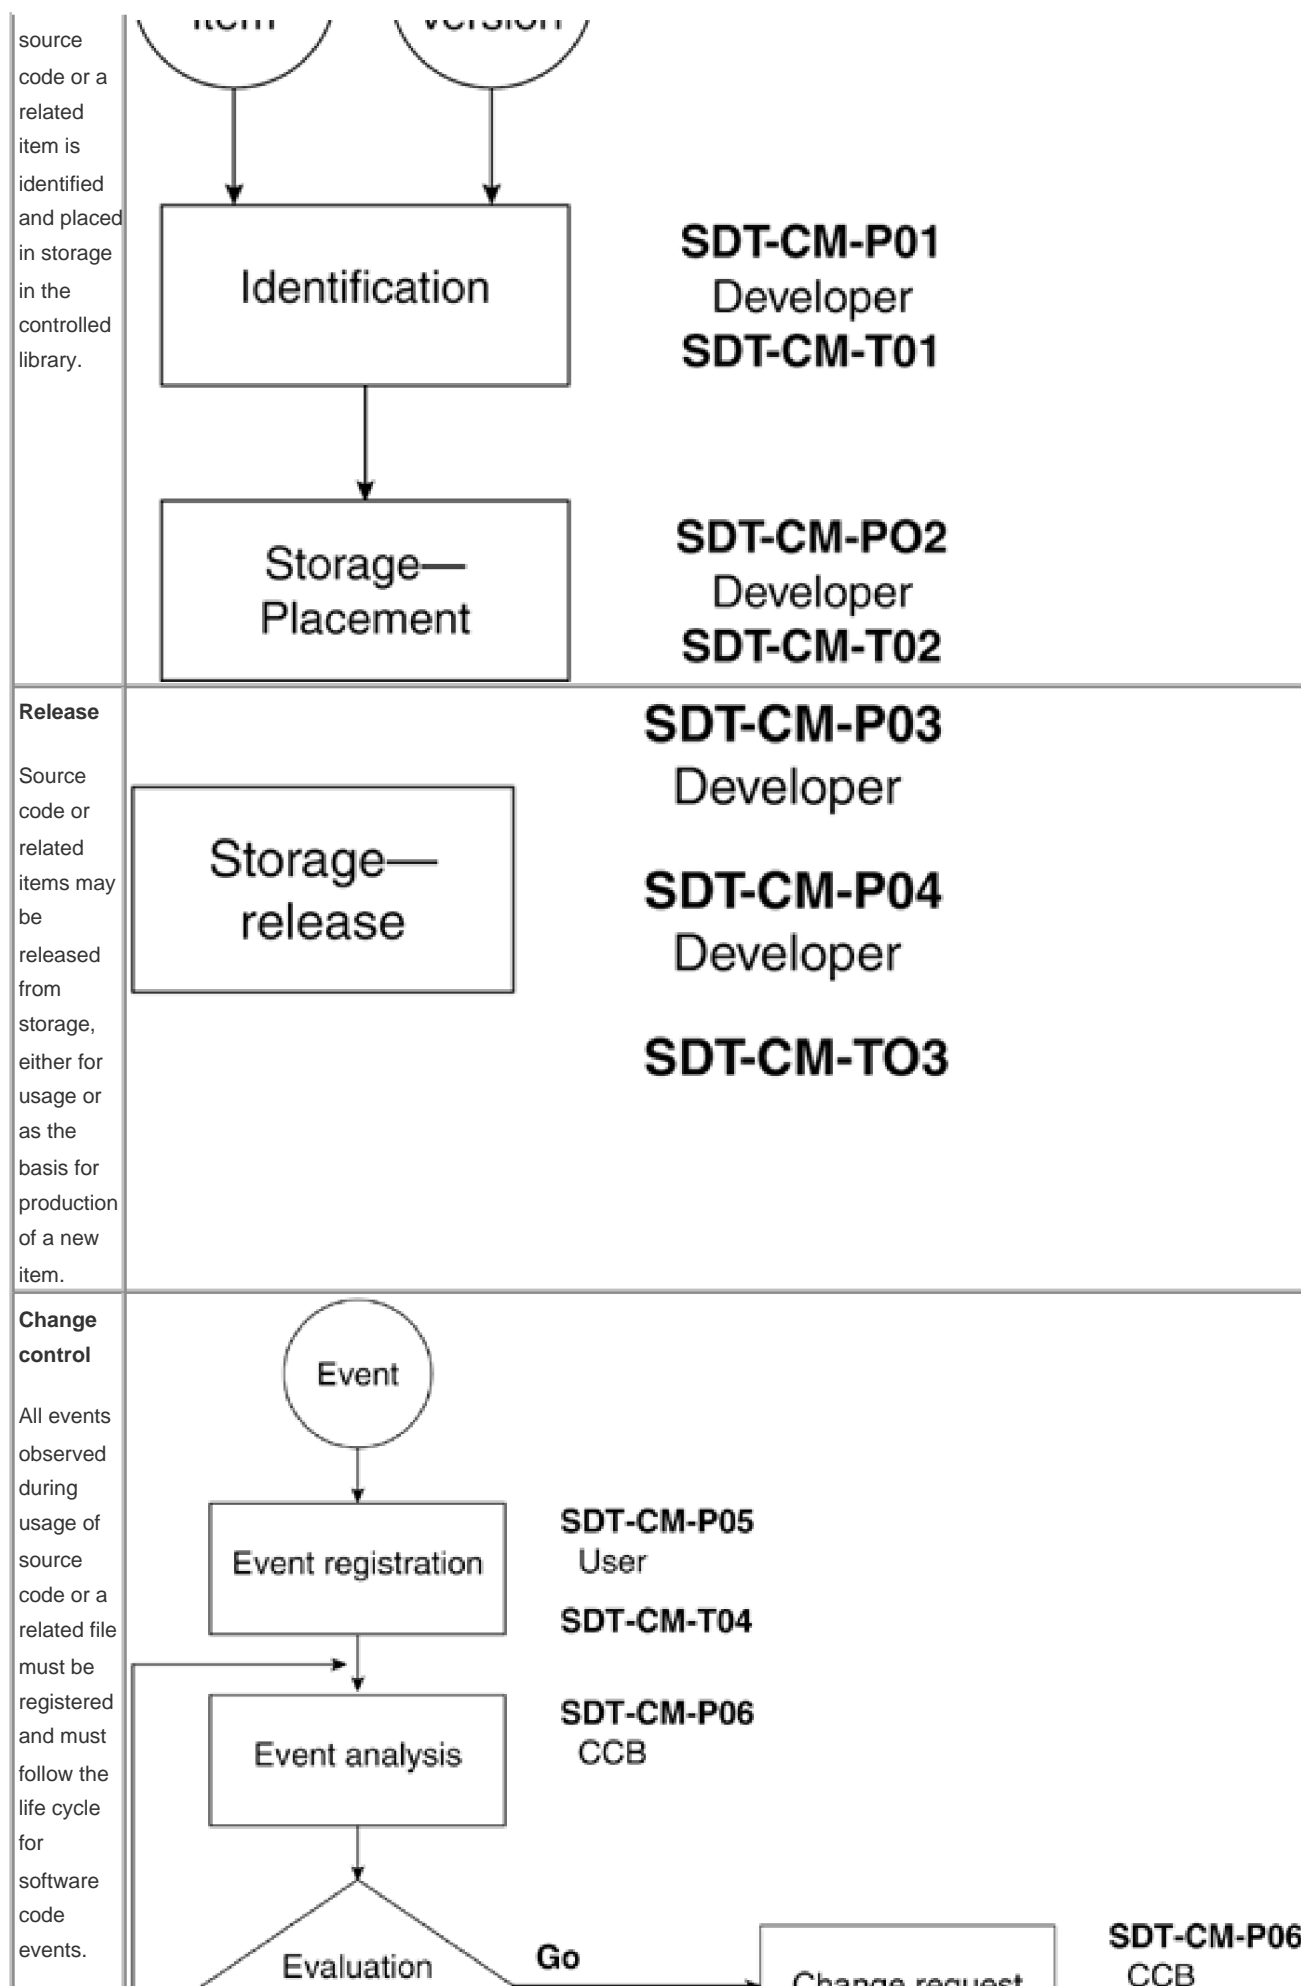 source
code or a
related
item is
identified
and placed
in storage
in the
controlled
library.
Item
version
Identification
SDT-CM-P01
Developer
SDT-CM-T01
Storage—
Placement
SDT-CM-PO2
Developer
SDT-CM-T02
Release
Source
code or
related
items may
be
released
from
storage,
either for
usage or
as the
basis for
production
of a new
item.
Storage—
release
SDT-CM-P03
Developer
SDT-CM-P04
Developer
SDT-CM-TO3
Change
control
All events
observed
during
usage of
source
code or a
related file
must be
registered
and must
follow the
life cycle
for
software
code
events.
Event
Event registration
SDT-CM-P05
User
SDT-CM-T04
Event analysis
SDT-CM-P06
CCB
Evaluation
Go
Change request
SDT-CM-P06
CCB